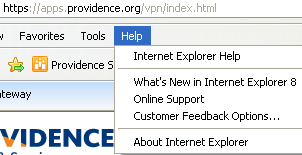 https://apps.providence.org/vpn/index.html
w Favorites Tools Help
Providence S
ateway
VIDENCE
Internet Explorer Help
What's New in Internet Explorer 8
Online Support
Customer Feedback Options...
About Internet Explorer